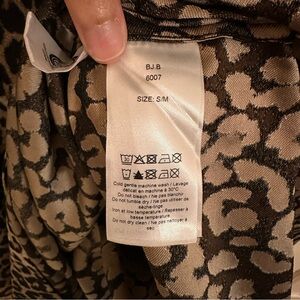 BJ.B
6007
SIZE: S/M
Cold gentle machine wash / Lavage
délicat en machine à 30°C
Do not bleach / Ne pas blanchir
Do not tumble dry / Ne pas utiliser de
sèche-linge
Iron at low temperature / Repasser à
basse température
Do not dry clean / Ne pas nettoyer à
sec